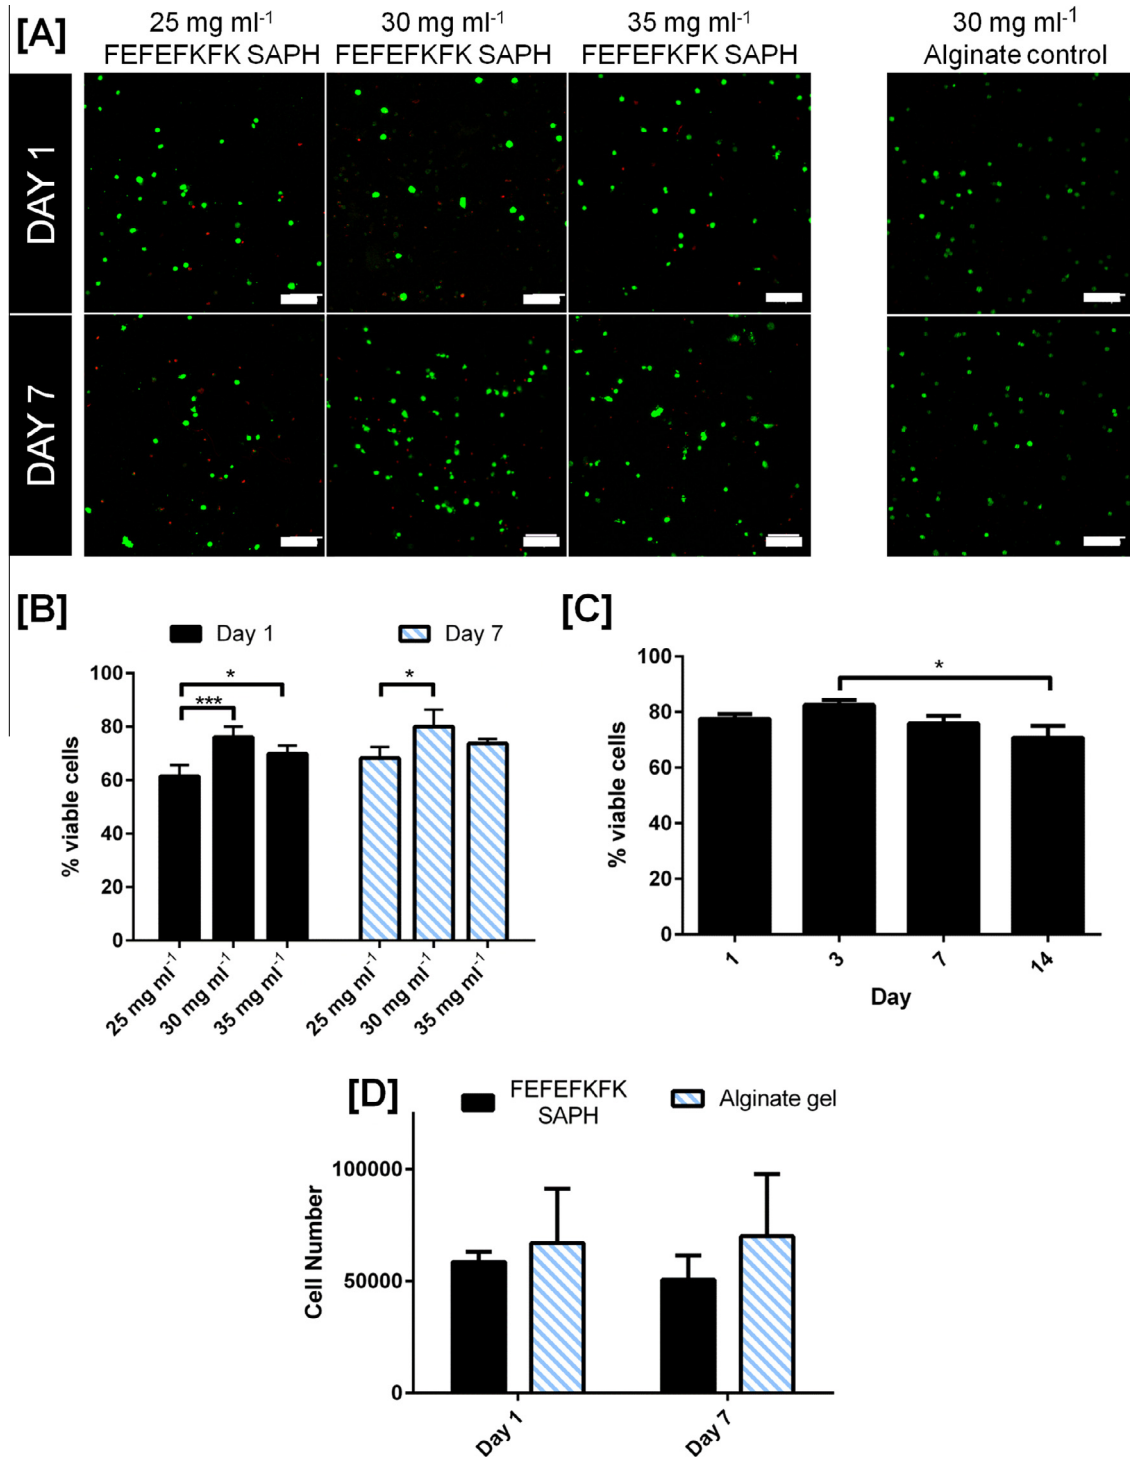 [A]
25 mg ml-1
FEFEFKFK SAPH
30 mg ml-1
FEFEFKFK SAPH
35 mg ml-1
FEFEFKFK SAPH
30 mg ml-1
Alginate control
DAY 1
DAY 7
[B]
Day 1
Day 7
% viable cells
100
80
60
40
20
0
*
***
*
25 mg ml-1
30 mg ml-1
35 mg ml-1
25 mg ml-1
30 mg ml-1
35 mg ml-1
[C]
% viable cells
100
80
60
40
20
0
*
1
3
7
14
Day
[D]
FEFEFKFK
SAPH
Alginate gel
Cell Number
100000
50000
0
Day 1
Day 7